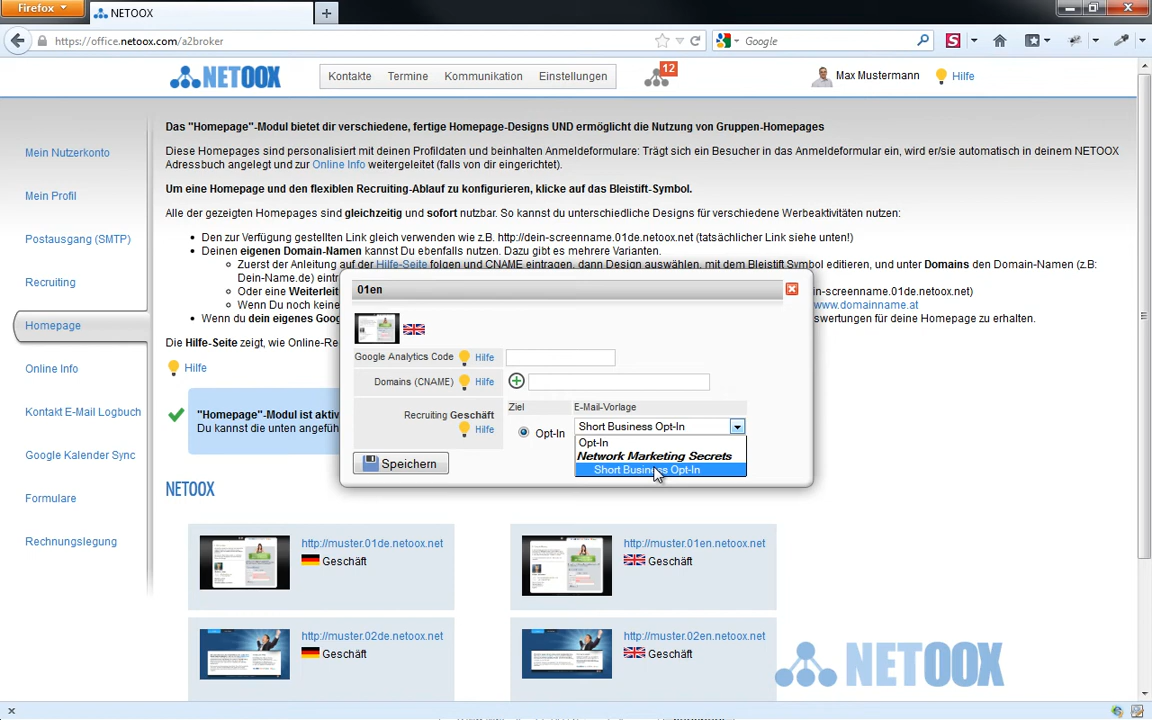 Firefox
NETOOX
https://office.netoox.com/a2broker
Google
NETOOX
Kontakte Termine Kommunikation Einstellungen
12
Max Mustermann
Hilfe
Mein Nutzerkonto
Mein Profil
Postausgang (SMTP)
Recruiting
Homepage
Online Info
Kontakt E-Mail Logbuch
Google Kalender Sync
Formulare
Rechnungslegung
Das "Homepage"-Modul bietet dir verschiedene, fertige Homepage-Designs UND ermöglicht die Nutzung von Gruppen-Homepages
Diese Homepages sind personalisiert mit deinen Profildaten und beinhalten Anmeldeformulare: Trägt sich ein Besucher in das Anmeldeformular ein, wird er/sie automatisch in deinem NETOOX
Adressbuch angelegt und zur Online Info weitergeleitet (falls von dir eingerichtet).
Um eine Homepage und den flexiblen Recruiting-Ablauf zu konfigurieren, klicke auf das Bleistift-Symbol.
Alle der gezeigten Homepages sind gleichzeitig und sofort nutzbar. So kannst du unterschiedliche Designs für verschiedene Werbeaktivitäten nutzen:
Den zur Verfügung gestellten Link gleich verwenden wie z.B. http://dein-screenname.01de.netoox.net (tatsächlicher Link siehe unten!)
Deinen eigenen Domain-Namen kannst Du ebenfalls nutzen. Dazu gibt es mehrere Varianten.
Zuerst der Anleitung auf der Hilfe-Seite folgen und CNAME eintragen, dann Design auswählen, mit dem Bleistift Symbol editieren, und unter Domains den Domain-Namen (z.B:
Dein-Name.de) eintr
Oder eine Weiterlei in-screenname.01de.netoox.net)
Wenn Du noch keine www.domainname.at
Wenn du dein eigenes Goo swertungen für deine Homepage zu erhalten.
Die Hilfe-Seite zeigt, wie Online-Re
Hilfe
"Homepage"-Modul ist aktiv
Du kannst die unten angeführ
01en
Google Analytics Code Hilfe
Domains (CNAME) Hilfe
Recruiting Geschäft
Hilfe
Ziel E-Mail-Vorlage
Opt-In
Short Business Opt-In
Opt-In
Network Marketing Secrets
Short Business Opt-In
Speichern
NETOOX
http://muster.01de.netoox.net
Geschäft
http://muster.01en.netoox.net
Geschäft
http://muster.02de.netoox.net
Geschäft
http://muster.02en.netoox.net
Geschäft
NETOOX